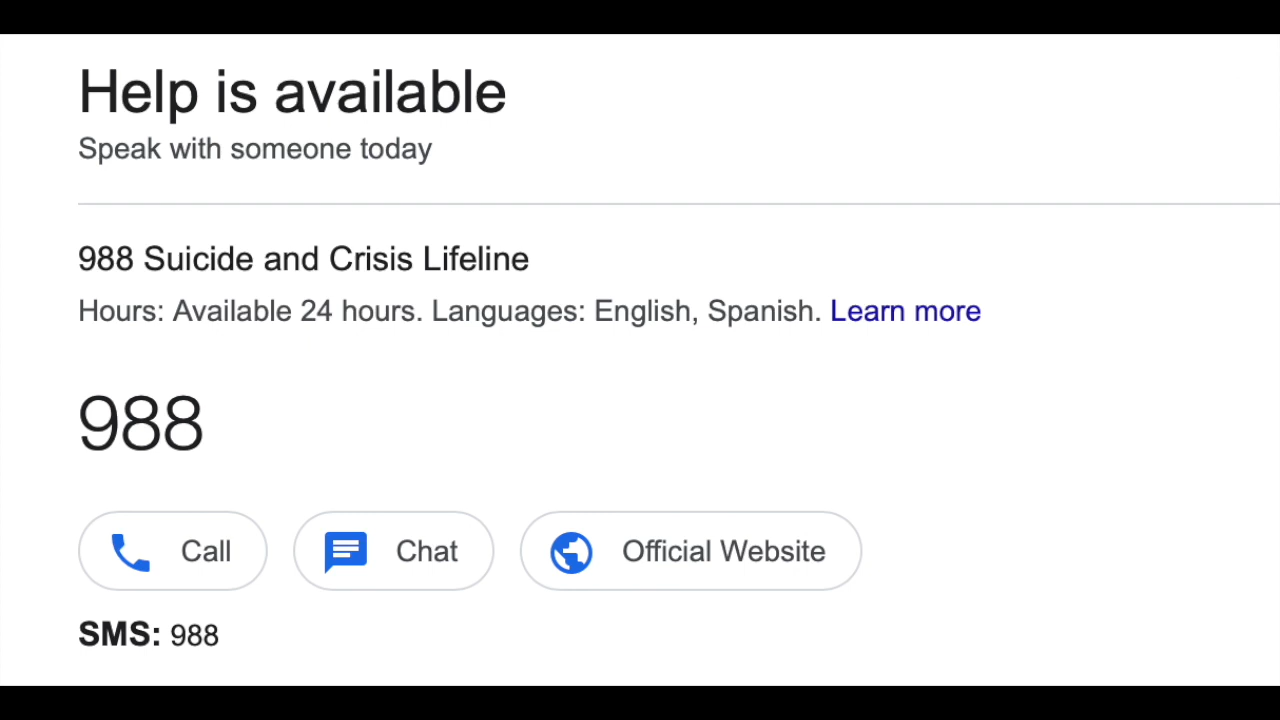 Help is available
Speak with someone today
988 Suicide and Crisis Lifeline
Hours: Available 24 hours. Languages: English, Spanish. Learn more
988
Call Chat Official Website
SMS: 988